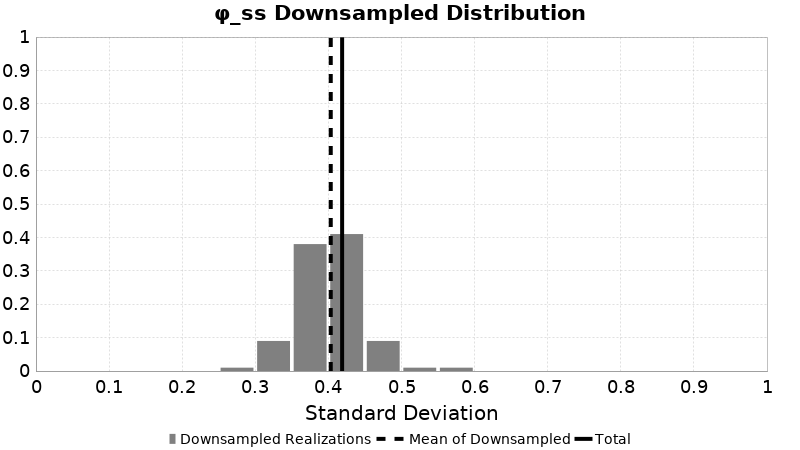 φ_ss Downsampled Distribution
1
0.9
0.8
0.7
0.6
0.5
0.4
0.3
0.2
0.1
0
0 0.1 0.2 0.3 0.4 0.5 0.6 0.7 0.8 0.9 1
Standard Deviation
Downsampled Realizations Mean of Downsampled Total